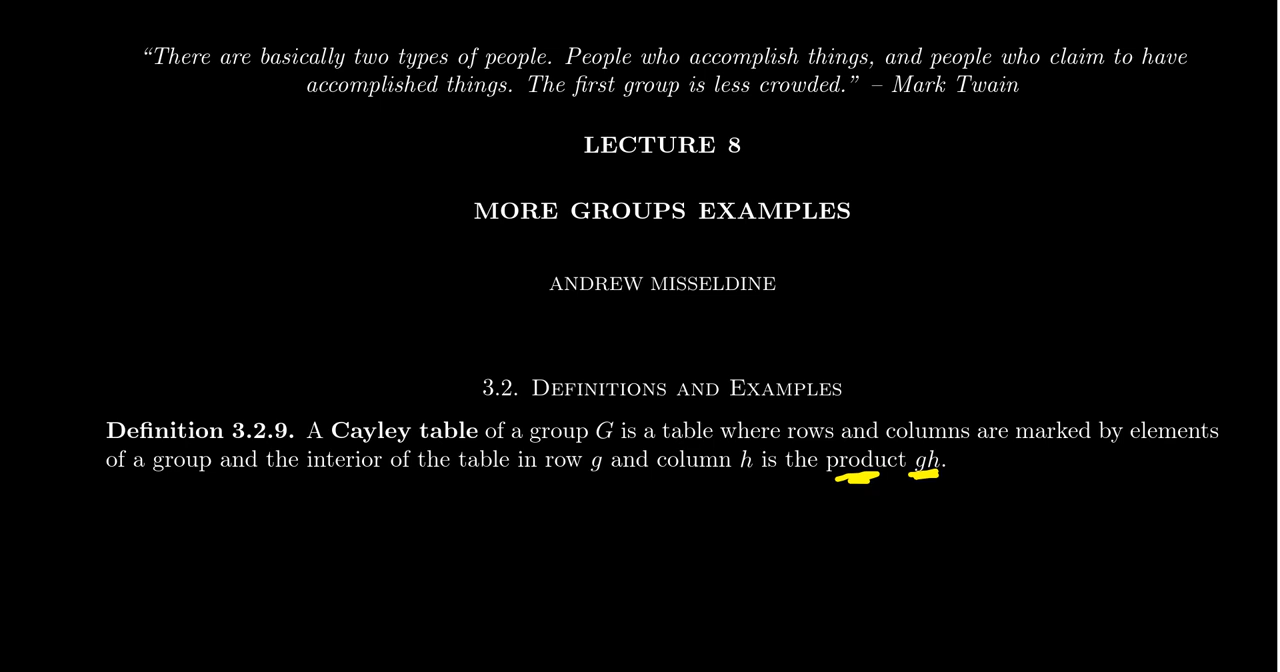 “There are basically two types of people. People who accomplish things, and people who claim to have
accomplished things. The first group is less crowded.” – Mark Twain
LECTURE 8
MORE GROUPS EXAMPLES
ANDREW MISSELDINE
3.2. Definitions and Examples
Definition 3.2.9. A Cayley table of a group G is a table where rows and columns are marked by elements
of a group and the interior of the table in row g and column h is the product gh.